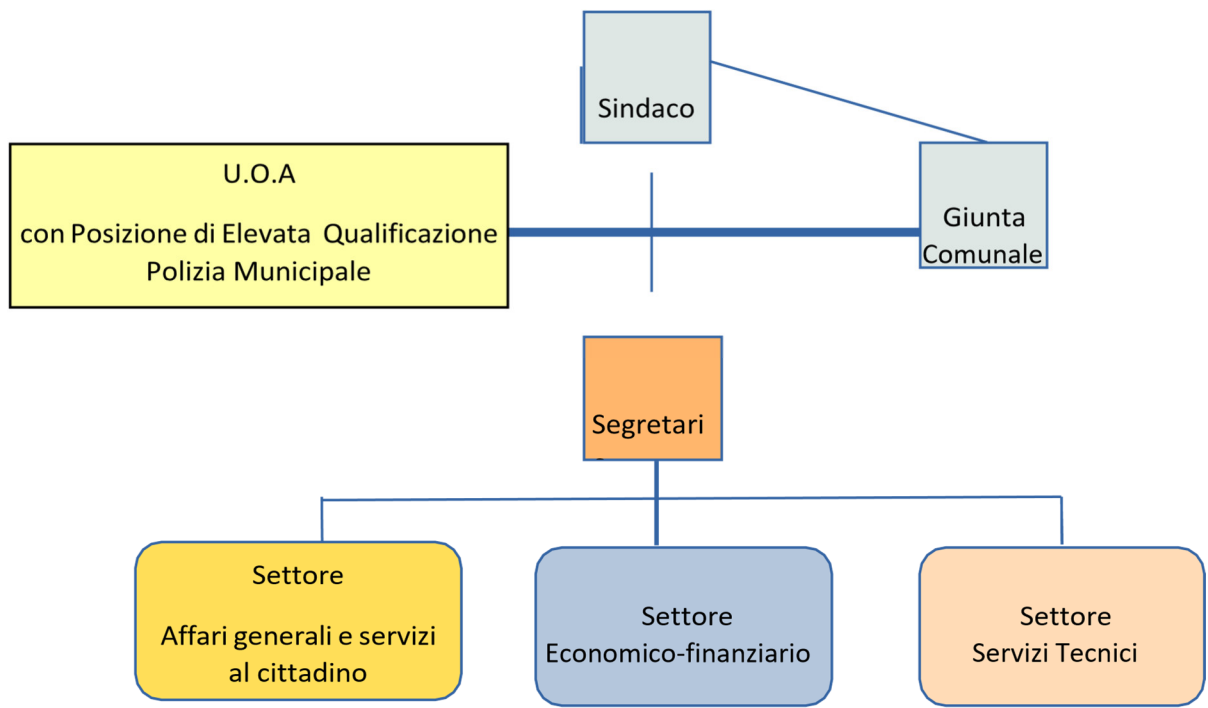 Sindaco
U.O.A
con Posizione di Elevata Qualificazione
Polizia Municipale
Giunta
Comunale
Segretari
Settore
Affari generali e servizi
al cittadino
Settore
Economico-finanziario
Settore
Servizi Tecnici